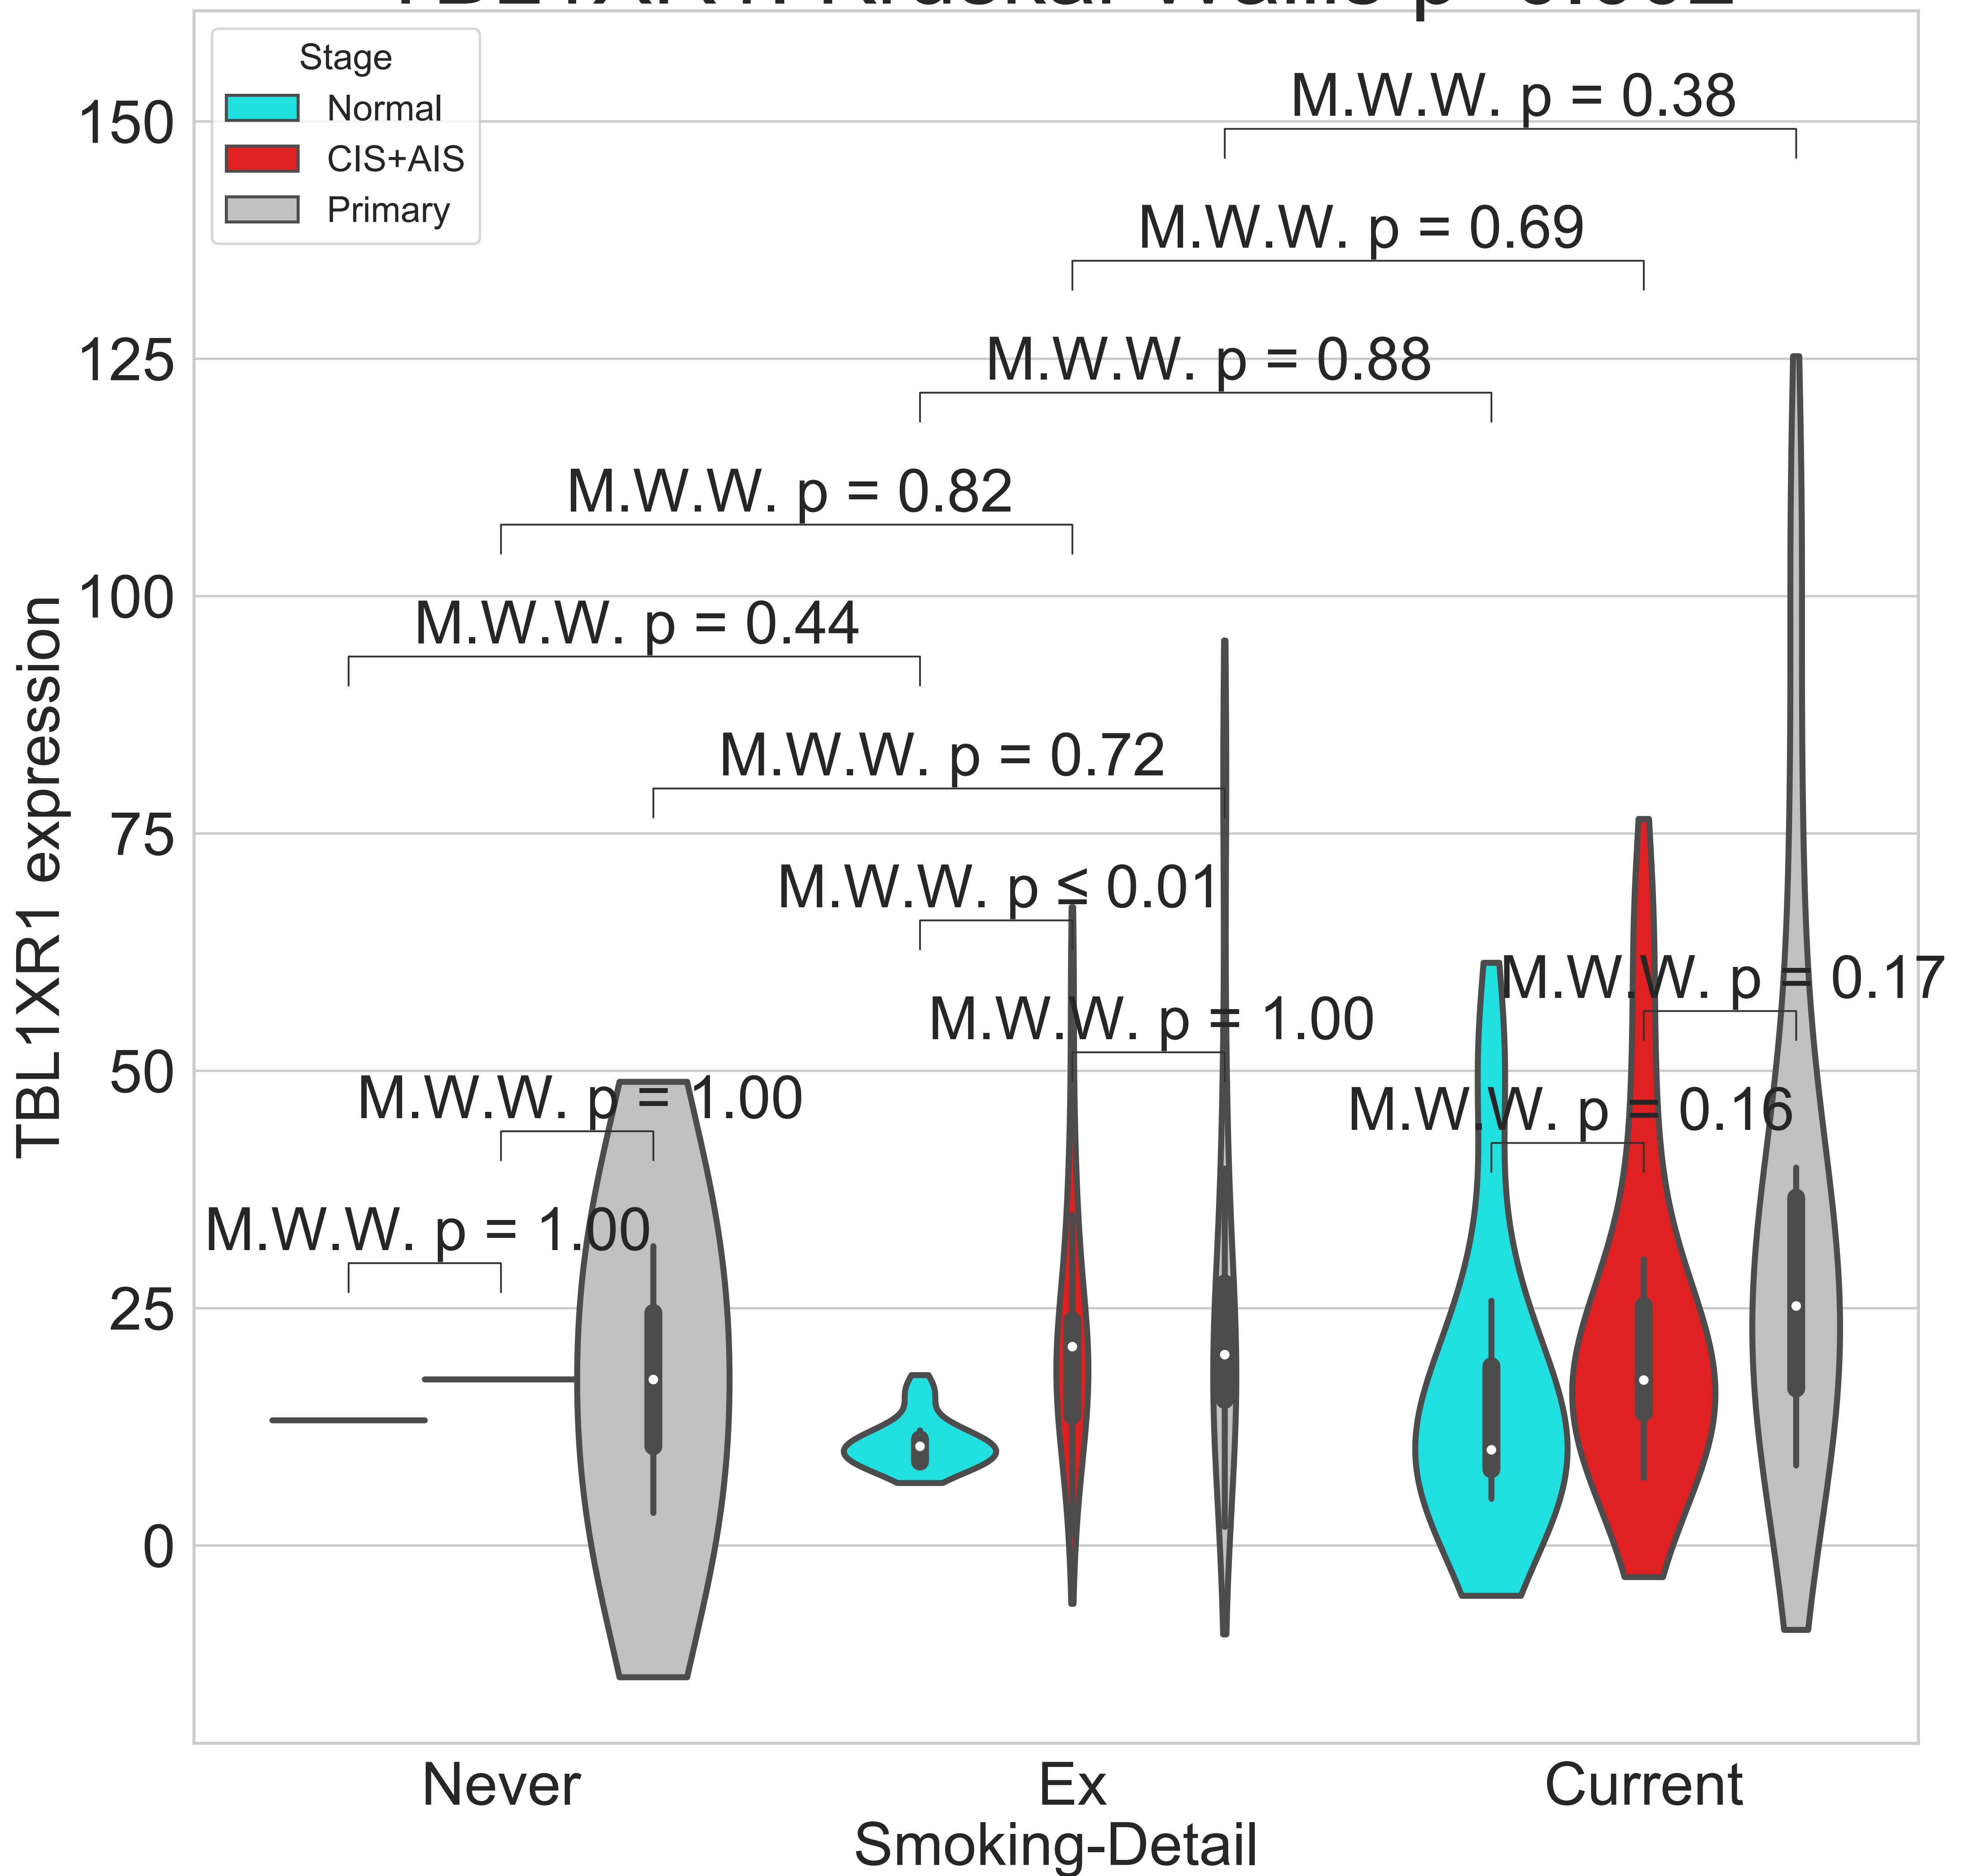 Stage
Normal
CIS+AIS
Primary
150
125
100
75
50
25
0
TBL1XR1 expression
M.W.W. p = 0.38
M.W.W. p = 0.69
M.W.W. p = 0.88
M.W.W. p = 0.82
M.W.W. p = 0.44
M.W.W. p = 0.72
M.W.W. p ≤ 0.01
M.W.W. p = 0.17
M.W.W. p = 1.00
M.W.W. p = 1.00
M.W.W. p = 0.16
M.W.W. p = 1.00
Never
Ex
Current
Smoking-Detail